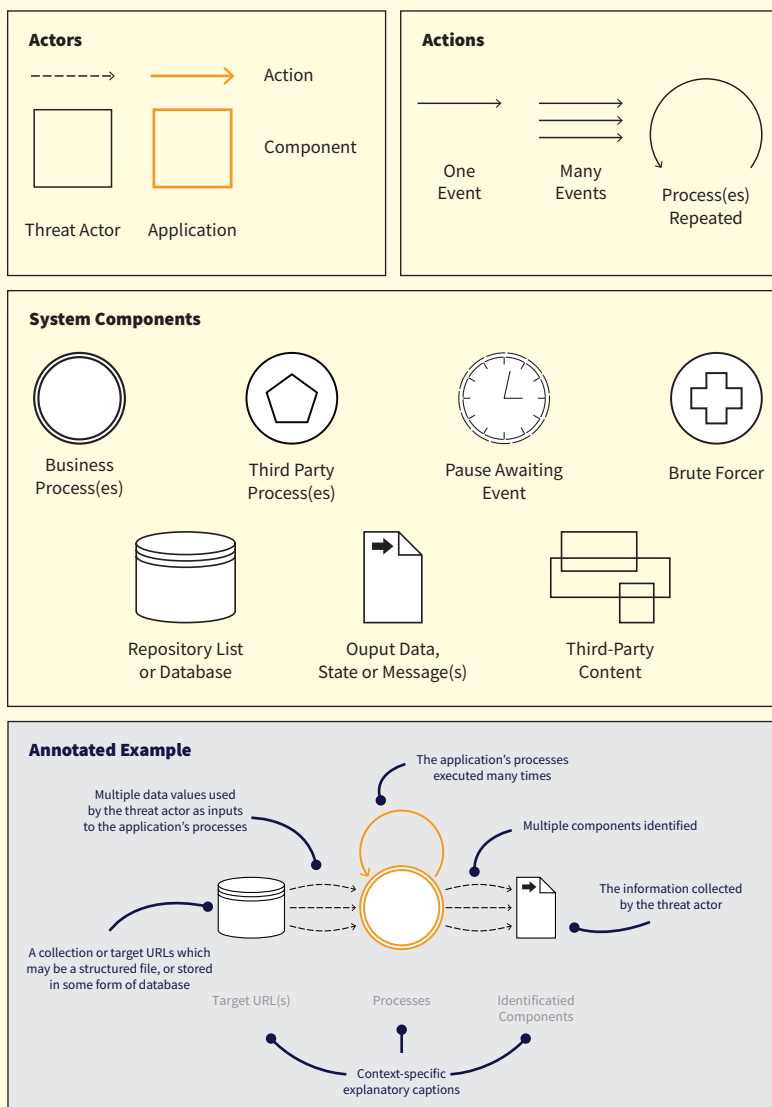 Actors
Action
Component
Threat Actor
Application
Actions
One
Event
Many
Events
Process(es)
Repeated
System Components
Business
Process(es)
Third Party
Process(es)
Pause Awaiting
Event
Brute Forcer
Repository List
or Database
Ouput Data,
State or Message(s)
Third-Party
Content
Annotated Example
The application’s processes
executed many times
Multiple data values used
by the threat actor as inputs
to the application’s processes
Multiple components identified
The information collected
by the threat actor
A collection or target URLs which
may be a structured file, or stored
in some form of database
Target URL(s)
Processes
Identificatied
Components
Context-specific
explanatory captions